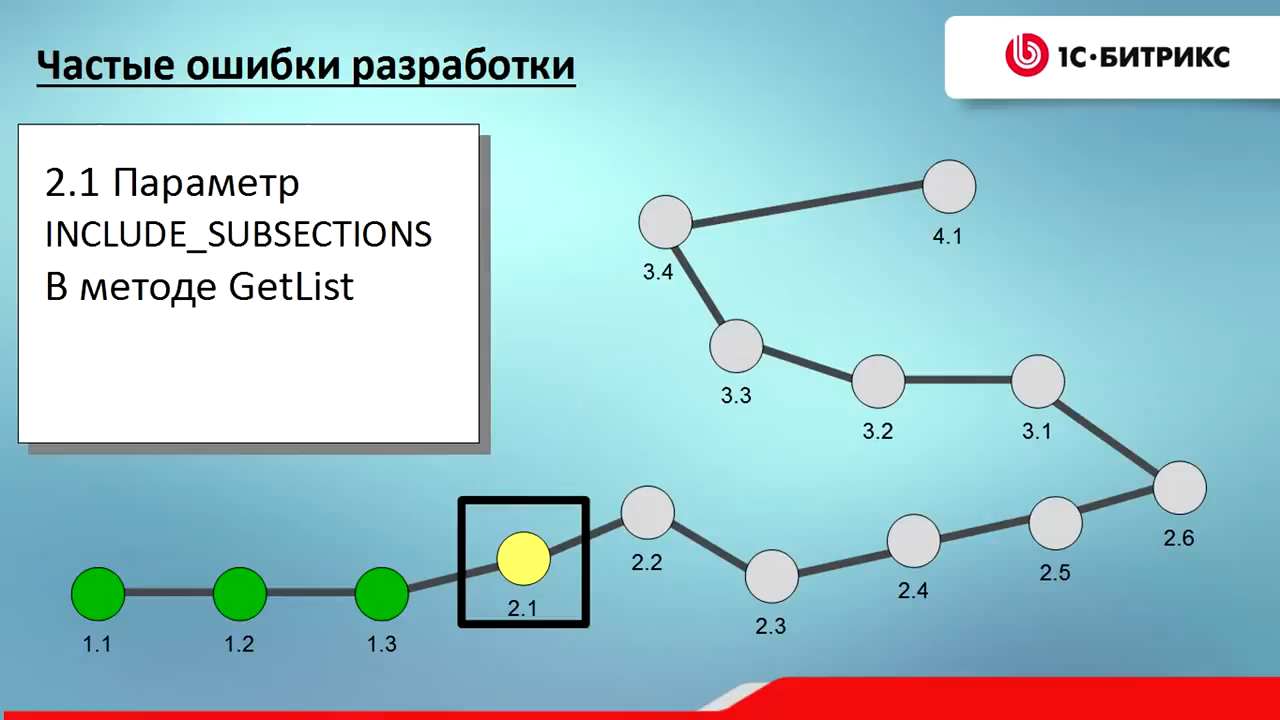 Частые ошибки разработки
1С·БИТРИКС
2.1 Параметр
INCLUDE_SUBSECTIONS
В методе GetList
4.1
3.4
3.3
3.2
3.1
2.6
2.5
2.4
2.3
2.2
2.1
1.1
1.2
1.3